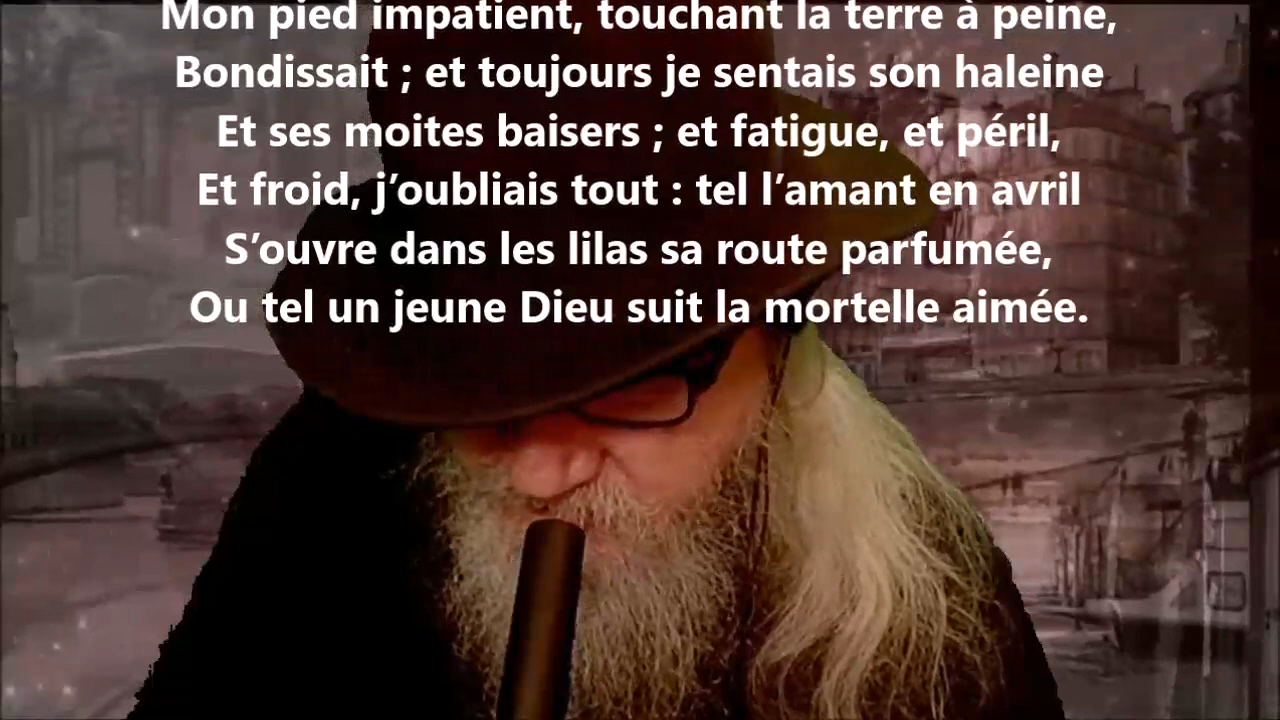 Mon pied impatient, touchant la terre à peine,
Bondissait ; et toujours je sentais son haleine
Et ses moites baisers ; et fatigue, et péril,
Et froid, j’oubliais tout : tel l’amant en avril
S’ouvre dans les lilas sa route parfumée,
Ou tel un jeune Dieu suit la mortelle aimée.